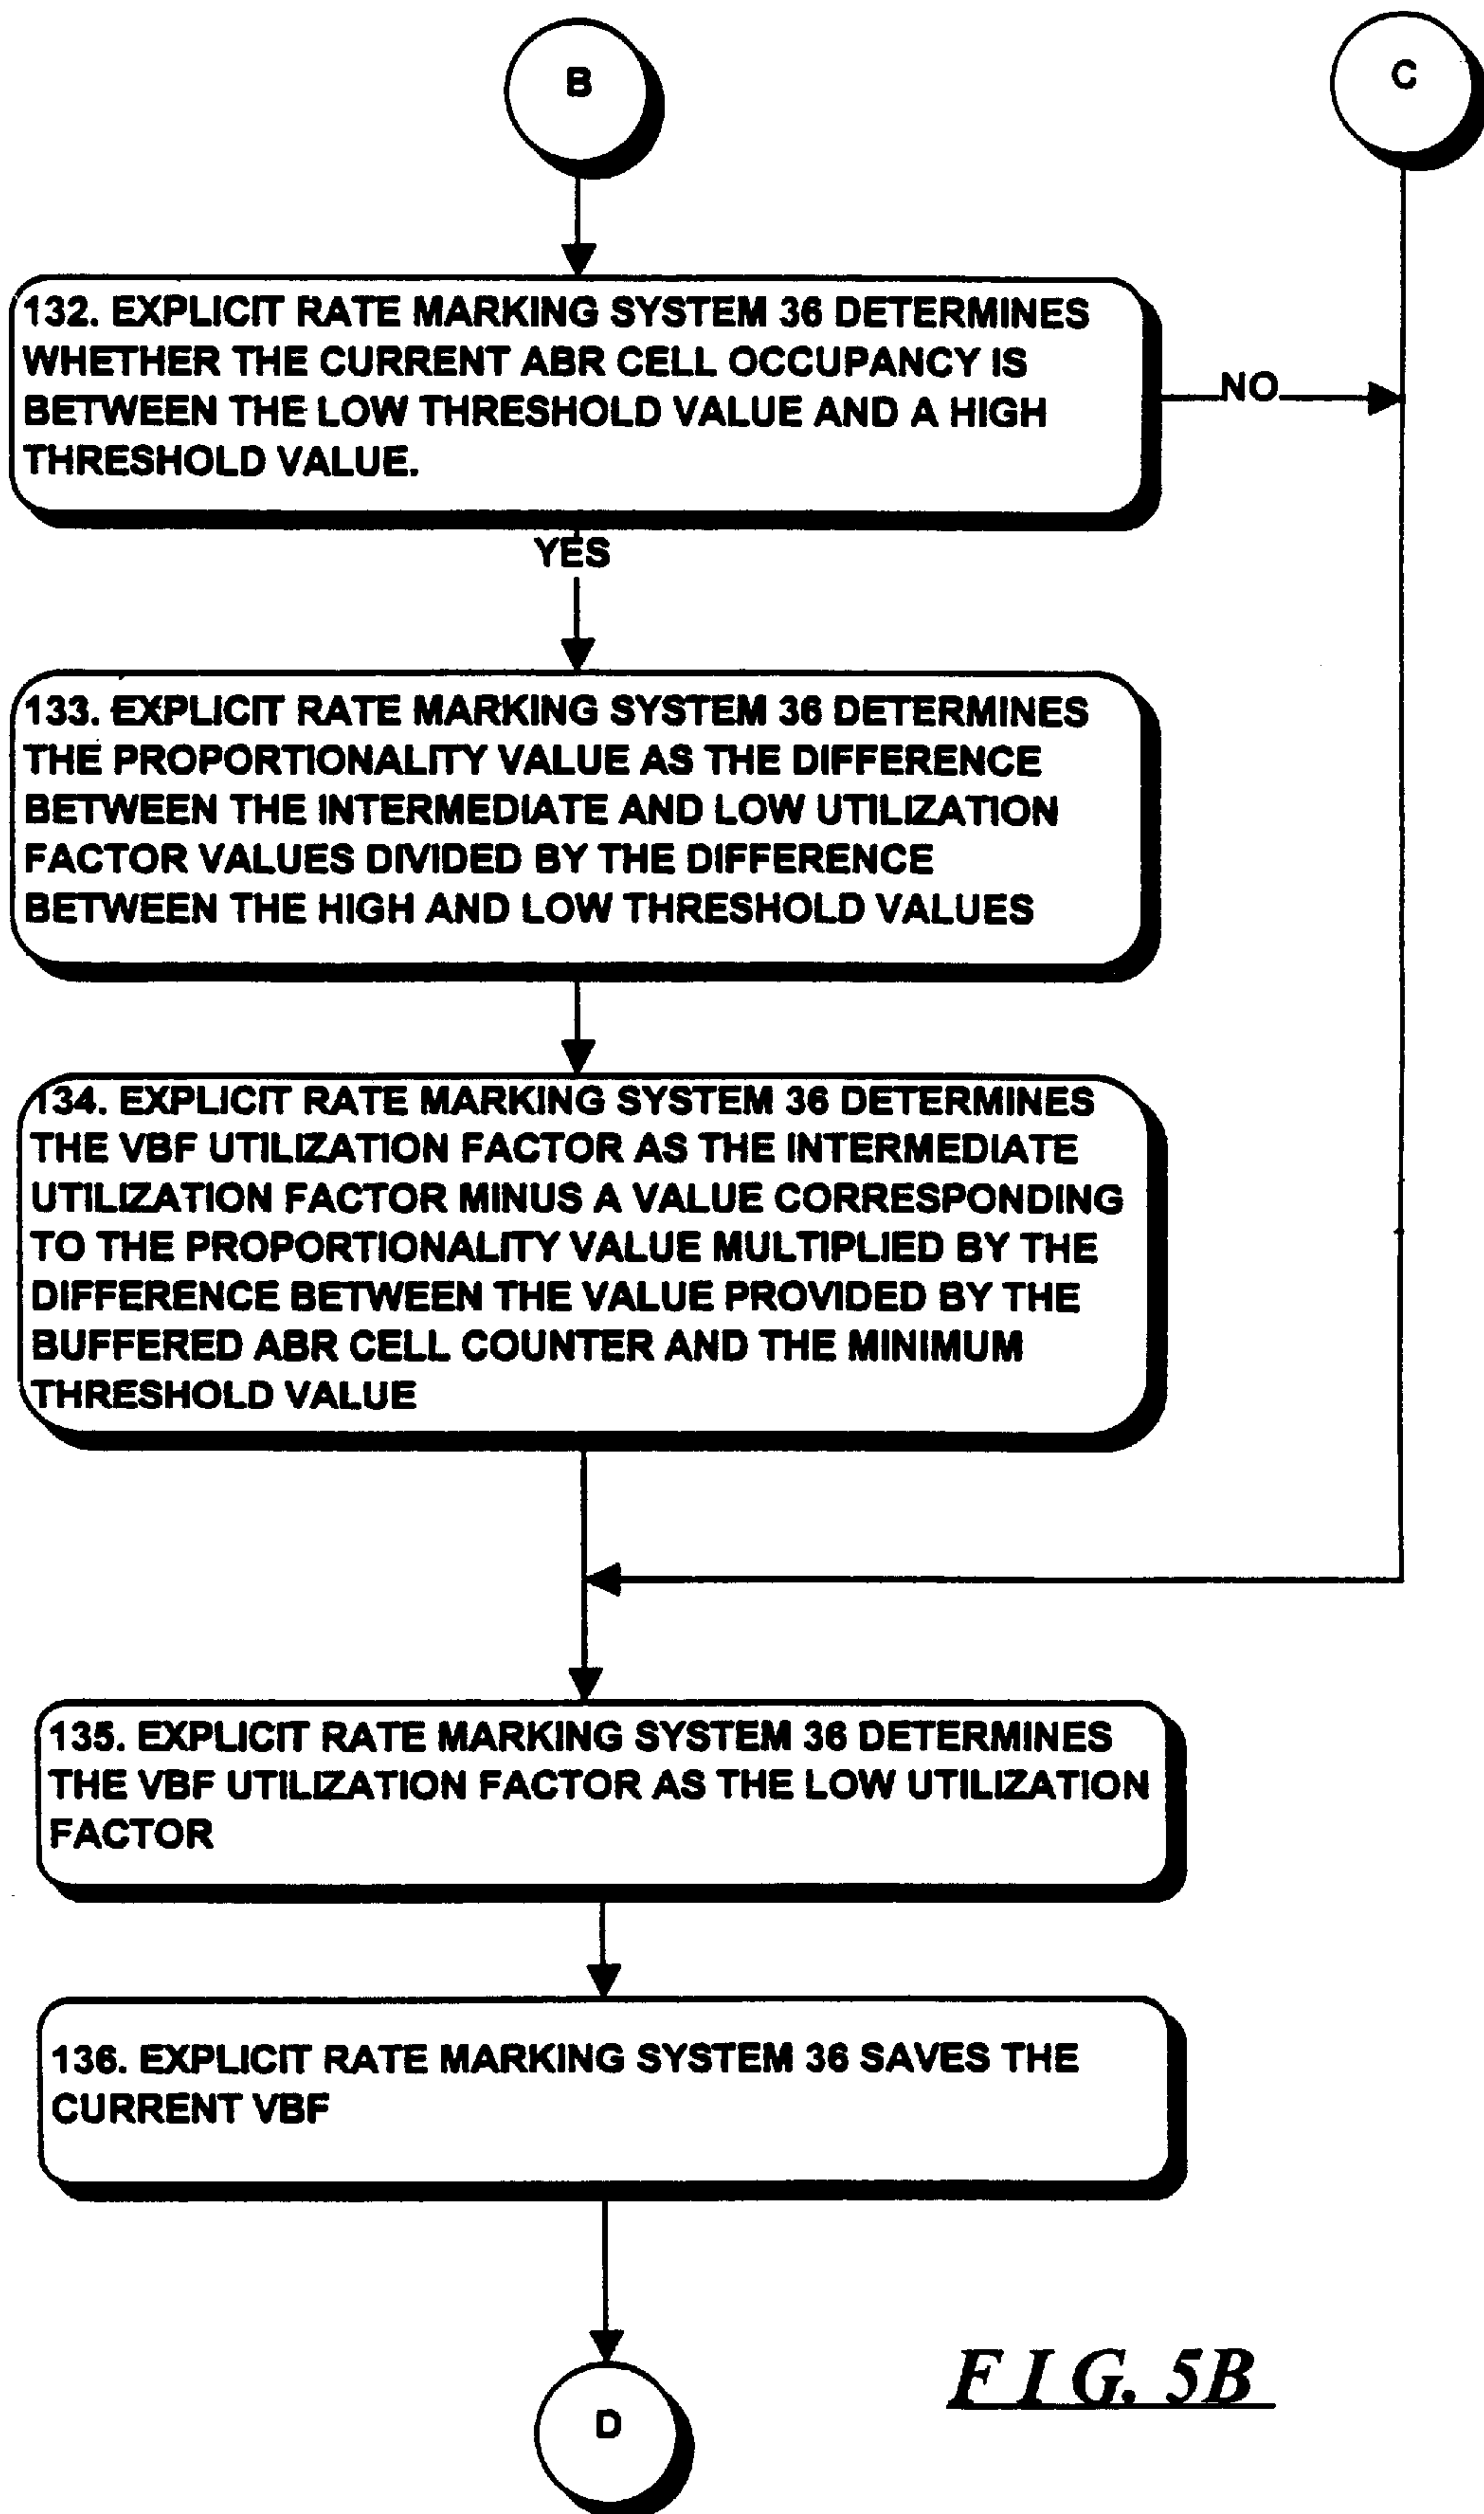 B
C
132. EXPLICIT RATE MARKING SYSTEM 36 DETERMINES
WHETHER THE CURRENT ABR CELL OCCUPANCY IS
BETWEEN THE LOW THRESHOLD VALUE AND A HIGH
THRESHOLD VALUE.
NO
YES
133. EXPLICIT RATE MARKING SYSTEM 36 DETERMINES
THE PROPORTIONALITY VALUE AS THE DIFFERENCE
BETWEEN THE INTERMEDIATE AND LOW UTILIZATION
FACTOR VALUES DIVIDED BY THE DIFFERENCE
BETWEEN THE HIGH AND LOW THRESHOLD VALUES
134. EXPLICIT RATE MARKING SYSTEM 36 DETERMINES
THE VBF UTILIZATION FACTOR AS THE INTERMEDIATE
UTILIZATION FACTOR MINUS A VALUE CORRESPONDING
TO THE PROPORTIONALITY VALUE MULTIPLIED BY THE
DIFFERENCE BETWEEN THE VALUE PROVIDED BY THE
BUFFERED ABR CELL COUNTER AND THE MINIMUM
THRESHOLD VALUE
135. EXPLICIT RATE MARKING SYSTEM 36 DETERMINES
THE VBF UTILIZATION FACTOR AS THE LOW UTILIZATION
FACTOR
136. EXPLICIT RATE MARKING SYSTEM 36 SAVES THE
CURRENT VBF
D
FIG. 5B